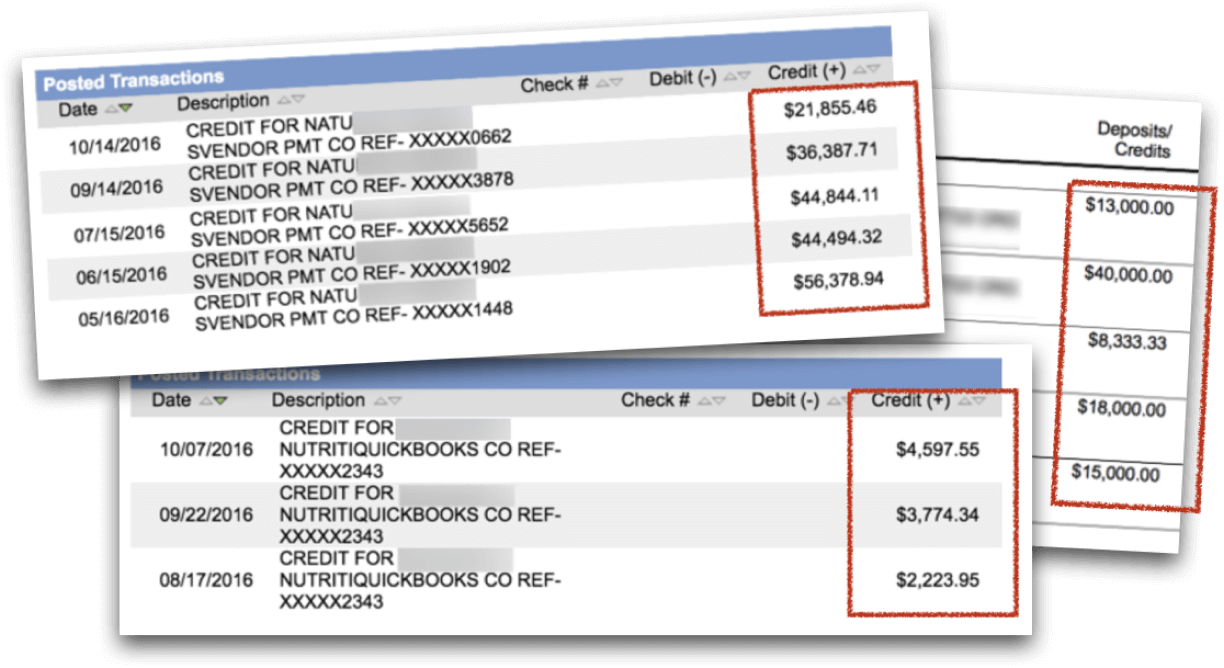 Posted Transactions
Date Description Check # Debit (-) Credit (+)
10/14/2016 CREDIT FOR NATU $21,855.46
SVENDOR PMT CO REF- XXXXX0662
09/14/2016 CREDIT FOR NATU $36,387.71
SVENDOR PMT CO REF- XXXXX3878
07/15/2016 CREDIT FOR NATU $44,844.11
SVENDOR PMT CO REF- XXXXX5652
06/15/2016 CREDIT FOR NATU $44,494.32
SVENDOR PMT CO REF- XXXXX1902
05/16/2016 CREDIT FOR NATU $56,378.94
SVENDOR PMT CO REF- XXXXX1448
Deposits/
Credits
$13,000.00
$40,000.00
$8,333.33
$18,000.00
$15,000.00
Posted Transactions
Date Description Check # Debit (-) Credit (+)
CREDIT FOR
10/07/2016 NUTRITIQUICKBOOKS CO REF- $4,597.55
XXXXX2343
CREDIT FOR
09/22/2016 NUTRITIQUICKBOOKS CO REF- $3,774.34
XXXXX2343
CREDIT FOR
08/17/2016 NUTRITIQUICKBOOKS CO REF- $2,223.95
XXXXX2343